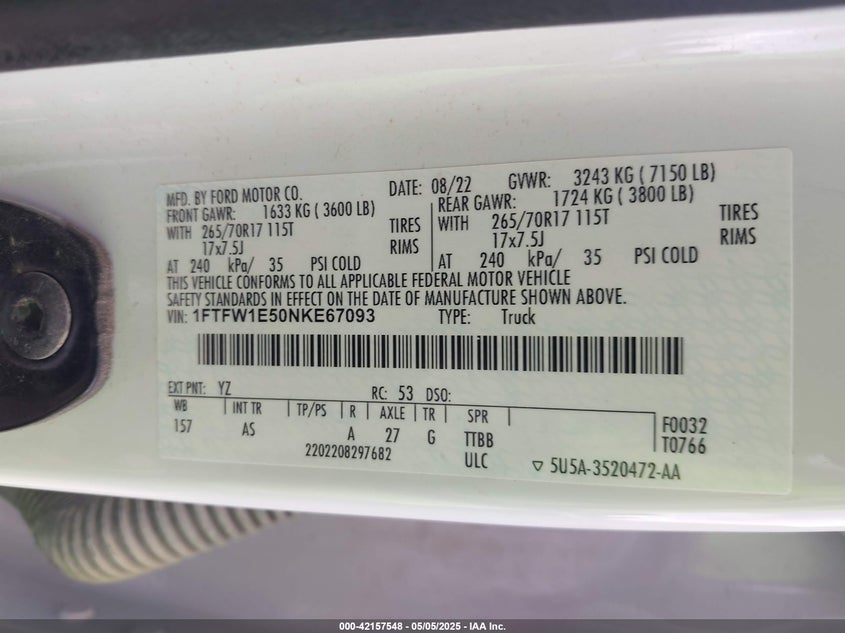 MFD. BY FORD MOTOR CO. DATE: 08/22 GVWR: 3243 KG ( 7150 LB)
FRONT GAWR: 1633 KG ( 3600 LB) REAR GAWR: 1724 KG ( 3800 LB)
WITH 265/70R17 115T TIRES WITH 265/70R17 115T TIRES
17x7.5J RIMS 17x7.5J RIMS
AT 240 kPa/ 35 PSI COLD AT 240 kPa/ 35 PSI COLD
THIS VEHICLE CONFORMS TO ALL APPLICABLE FEDERAL MOTOR VEHICLE
SAFETY STANDARDS IN EFFECT ON THE DATE OF MANUFACTURE SHOWN ABOVE.
VIN: 1FTFW1E50NKE67093 TYPE: Truck
EXT PNT: YZ RC: 53 DSO:
WB INT TR TP/PS R AXLE TR SPR F0032
157 AS A 27 G TTBB T0766
2202208297682 ULC ▽ 5U5A-3520472-AA
000-42157548 - 05/05/2025 - IAA Inc.